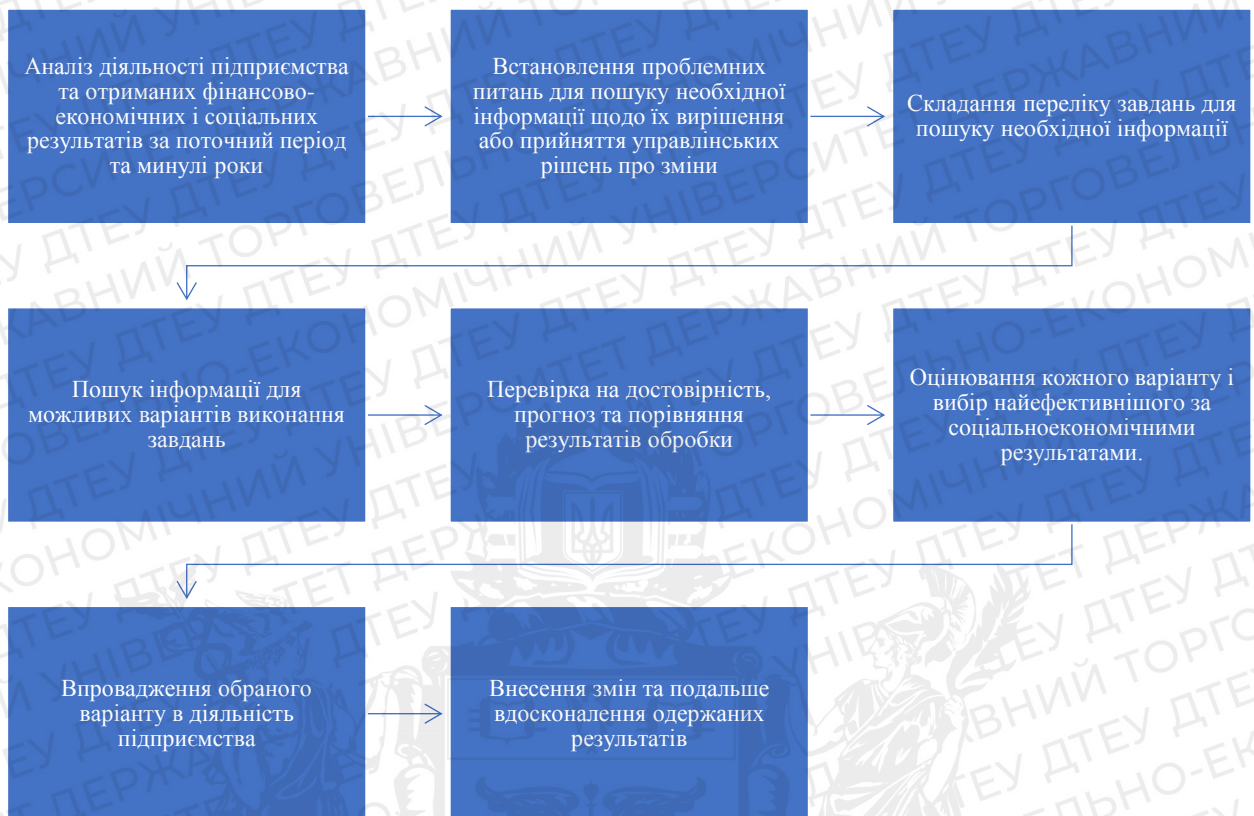 Аналіз діяльності підприємства
та отриманих фінансово-
економічних і соціальних
результатів за поточний період
та минулі роки
Встановлення проблемних
питань для пошуку необхідної
інформації щодо їх вирішення
або прийняття управлінських
рішень про зміни
Складання переліку завдань для
пошуку необхідної інформації
Пошук інформації для
можливих варіантів виконання
завдань
Перевірка на достовірність,
прогноз та порівняння
результатів обробки
Оцінювання кожного варіанту і
вибір найефективнішого за
соціальноекономічними
результатами.
Впровадження обраного
варіанту в діяльність
підприємства
Внесення змін та подальше
вдосконалення одержаних
результатів